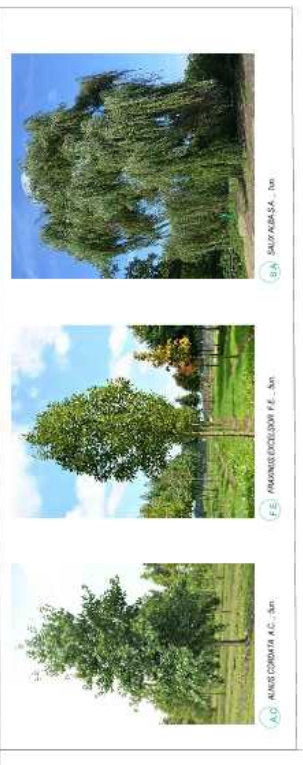 A.C ALNUS CORDATA A.C. ...
F.E FRAXINUS EXCELSIOR F.E. ...
S.A SALIX ALBA S.A. ...